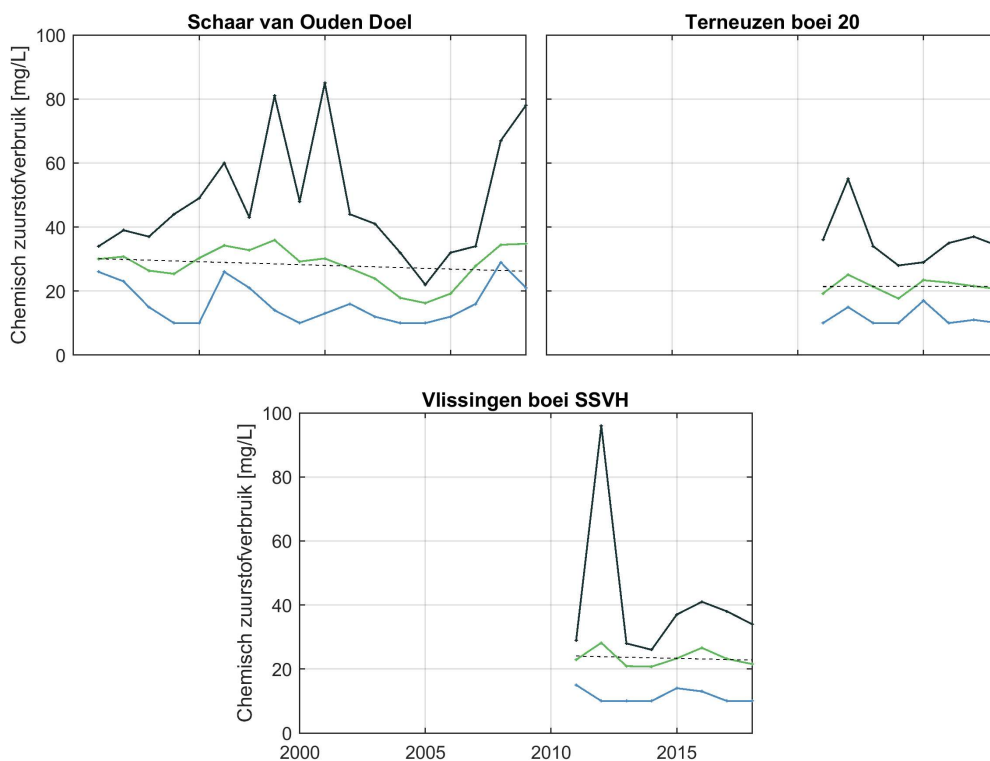 Schaar van Ouden Doel
Terneuzen boei 20
Chemisch zuurstofverbruik [mg/L]
100
80
60
40
20
0
Vlissingen boei SSVH
Chemisch zuurstofverbruik [mg/L]
100
80
60
40
20
0
2000 2005 2010 2015